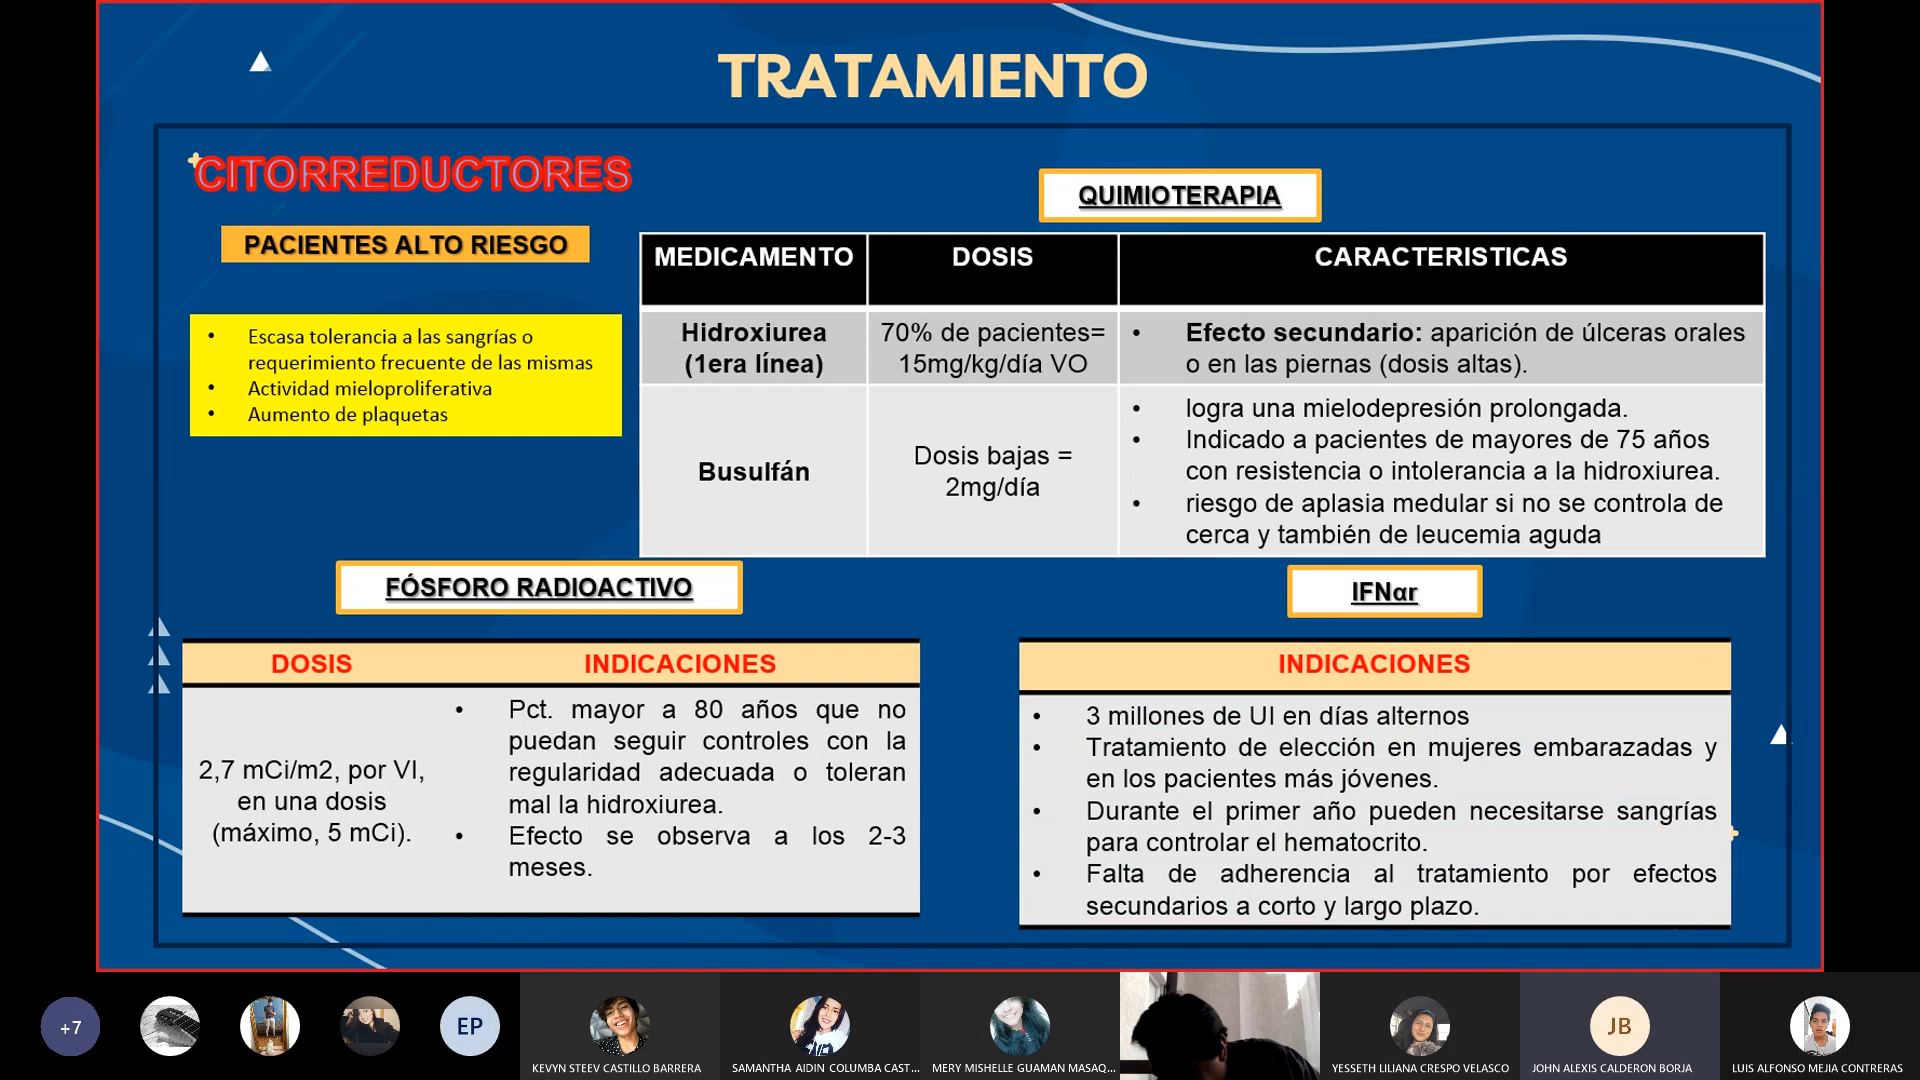 TRATAMIENTO
CITORREDUCTORES
PACIENTES ALTO RIESGO
• Escasa tolerancia a las sangrías o
requerimiento frecuente de las mismas
• Actividad mieloproliferativa
• Aumento de plaquetas
QUIMIOTERAPIA
MEDICAMENTO DOSIS CARACTERISTICAS
Hidroxiurea
(1era línea)
70% de pacientes=
15mg/kg/día VO
• Efecto secundario: aparición de úlceras orales
o en las piernas (dosis altas).
Busulfán
Dosis bajas =
2mg/día
• logra una mielodepresión prolongada.
• Indicado a pacientes de mayores de 75 años
con resistencia o intolerancia a la hidroxiurea.
• riesgo de aplasia medular si no se controla de
cerca y también de leucemia aguda
FÓSFORO RADIOACTIVO
DOSIS INDICACIONES
2,7 mCi/m2, por VI,
en una dosis
(máximo, 5 mCi).
• Pct. mayor a 80 años que no
puedan seguir controles con la
regularidad adecuada o toleran
mal la hidroxiurea.
• Efecto se observa a los 2-3
meses.
IFNαr
INDICACIONES
• 3 millones de UI en días alternos
• Tratamiento de elección en mujeres embarazadas y
en los pacientes más jóvenes.
• Durante el primer año pueden necesitarse sangrías
para controlar el hematocrito.
• Falta de adherencia al tratamiento por efectos
secundarios a corto y largo plazo.
+7
EP
JB
KEVYN STEEV CASTILLO BARRERA
SAMANTHA AIDIN COLUMBA CAST...
MERY MISHELLE GUAMAN MASAQ...
YESSETH LILIANA CRESPO VELASCO
JOHN ALEXIS CALDERON BORJA
LUIS ALFONSO MEJIA CONTRERAS